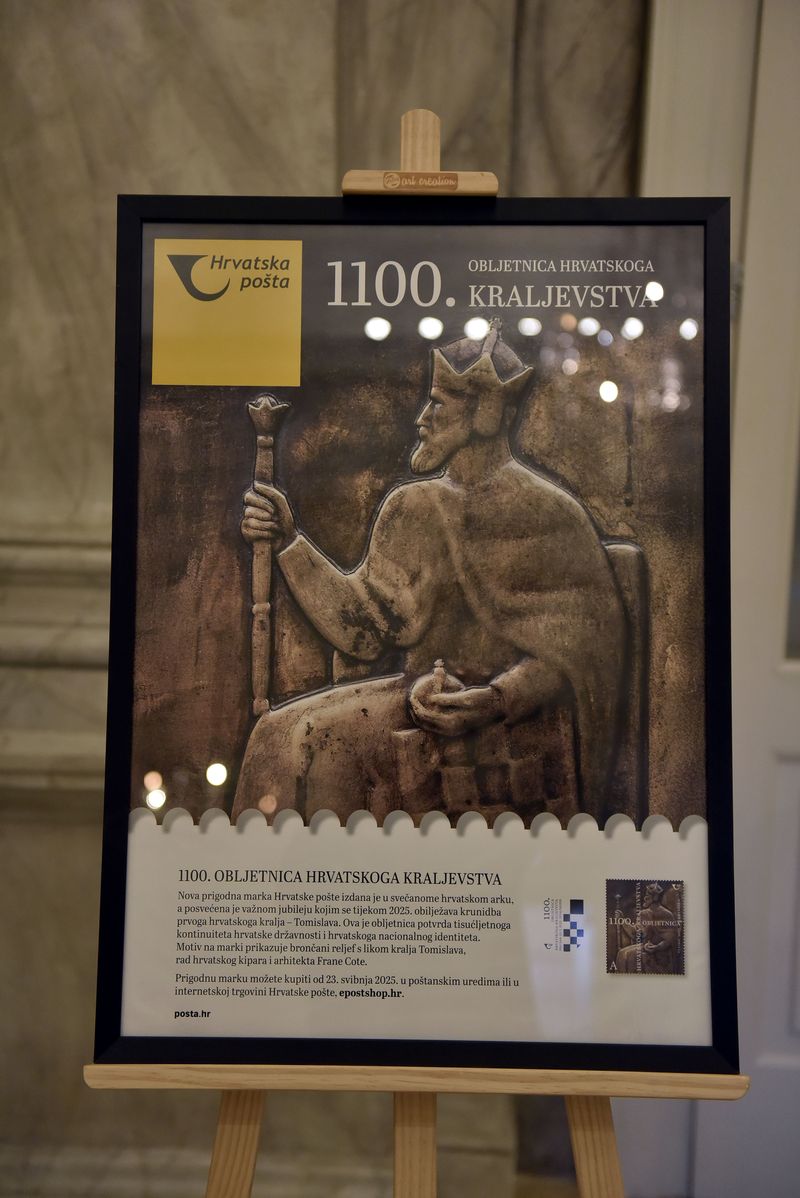 art creation
Hrvatska
pošta
1100. OBLJETNICA HRVATSKOGA
KRALJEVSTVA
1100. OBLJETNICA HRVATSKOGA KRALJEVSTVA
Nova prigodna marka Hrvatske pošte izdana je u svečanome hrvatskom arku,
a posvećena je važnom jubileju kojim se tijekom 2025. obilježava krunidba
prvoga hrvatskoga kralja – Tomislava. Ova je obljetnica potvrda tisućljetnoga
kontinuiteta hrvatske državnosti i hrvatskoga nacionalnog identiteta.
Motiv na marki prikazuje brončani reljef s likom kralja Tomislava,
rad hrvatskog kipara i arhitekta Frane Cote.
Prigodnu marku možete kupiti od 23. svibnja 2025. u poštanskim uredima ili u
internetskoj trgovini Hrvatske pošte, epostshop.hr.
posta.hr
1100.
1100. OBLJETNICA
A